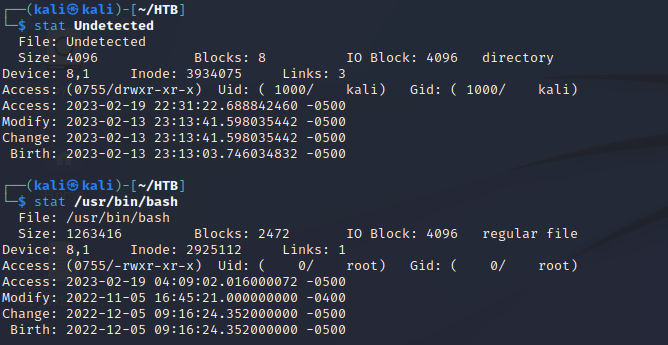 ┌──(kali㉿kali)-[~/HTB]
└─$ stat Undetected
  File: Undetected
  Size: 4096            Blocks: 8          IO Block: 4096   directory
Device: 8,1     Inode: 3934075     Links: 3
Access: (0755/drwxr-xr-x)  Uid: ( 1000/    kali)   Gid: ( 1000/    kali)
Access: 2023-02-19 22:31:22.688842460 -0500
Modify: 2023-02-13 23:13:41.598035442 -0500
Change: 2023-02-13 23:13:41.598035442 -0500
 Birth: 2023-02-13 23:13:03.746034832 -0500
┌──(kali㉿kali)-[~/HTB]
└─$ stat /usr/bin/bash
  File: /usr/bin/bash
  Size: 1263416         Blocks: 2472       IO Block: 4096   regular file
Device: 8,1     Inode: 2925112     Links: 1
Access: (0755/-rwxr-xr-x)  Uid: (    0/    root)   Gid: (    0/    root)
Access: 2023-02-19 04:09:02.016000072 -0500
Modify: 2022-11-05 16:45:21.000000000 -0400
Change: 2022-12-05 09:16:24.352000000 -0500
 Birth: 2022-12-05 09:16:24.352000000 -0500